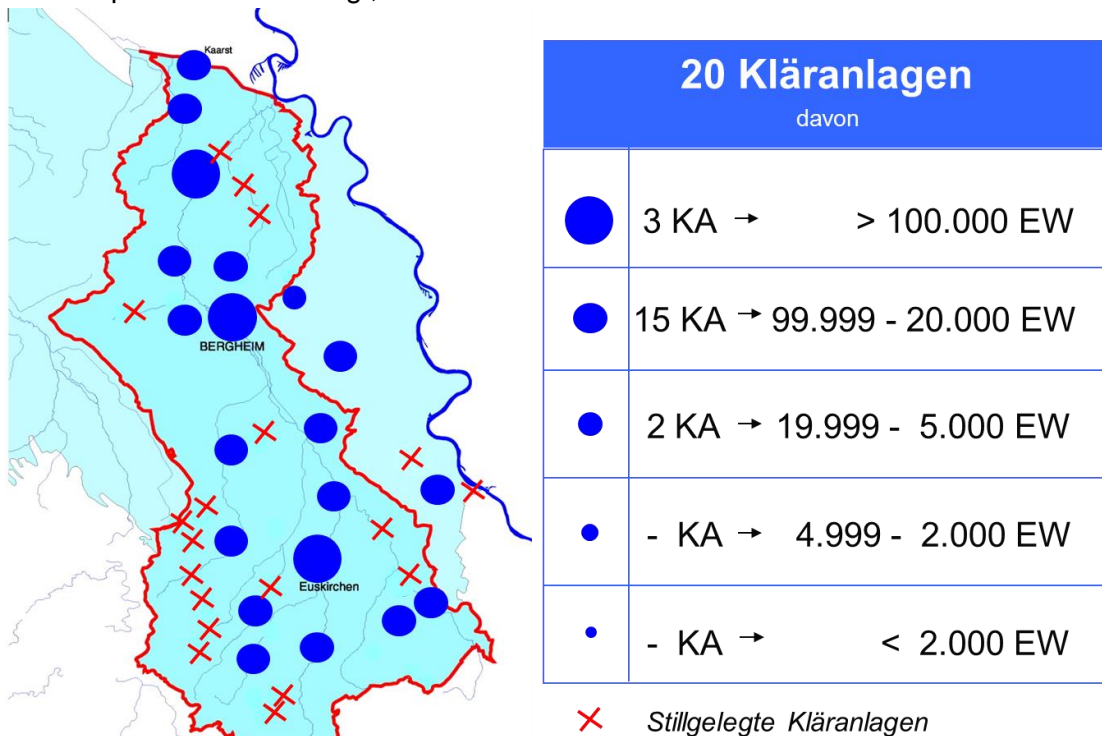 Kaarst
BERGHEIM
Euskirchen
20 Kläranlagen
davon
3 KA → > 100.000 EW
15 KA → 99.999 - 20.000 EW
2 KA → 19.999 - 5.000 EW
- KA → 4.999 - 2.000 EW
- KA → < 2.000 EW
Stillgelegte Kläranlagen